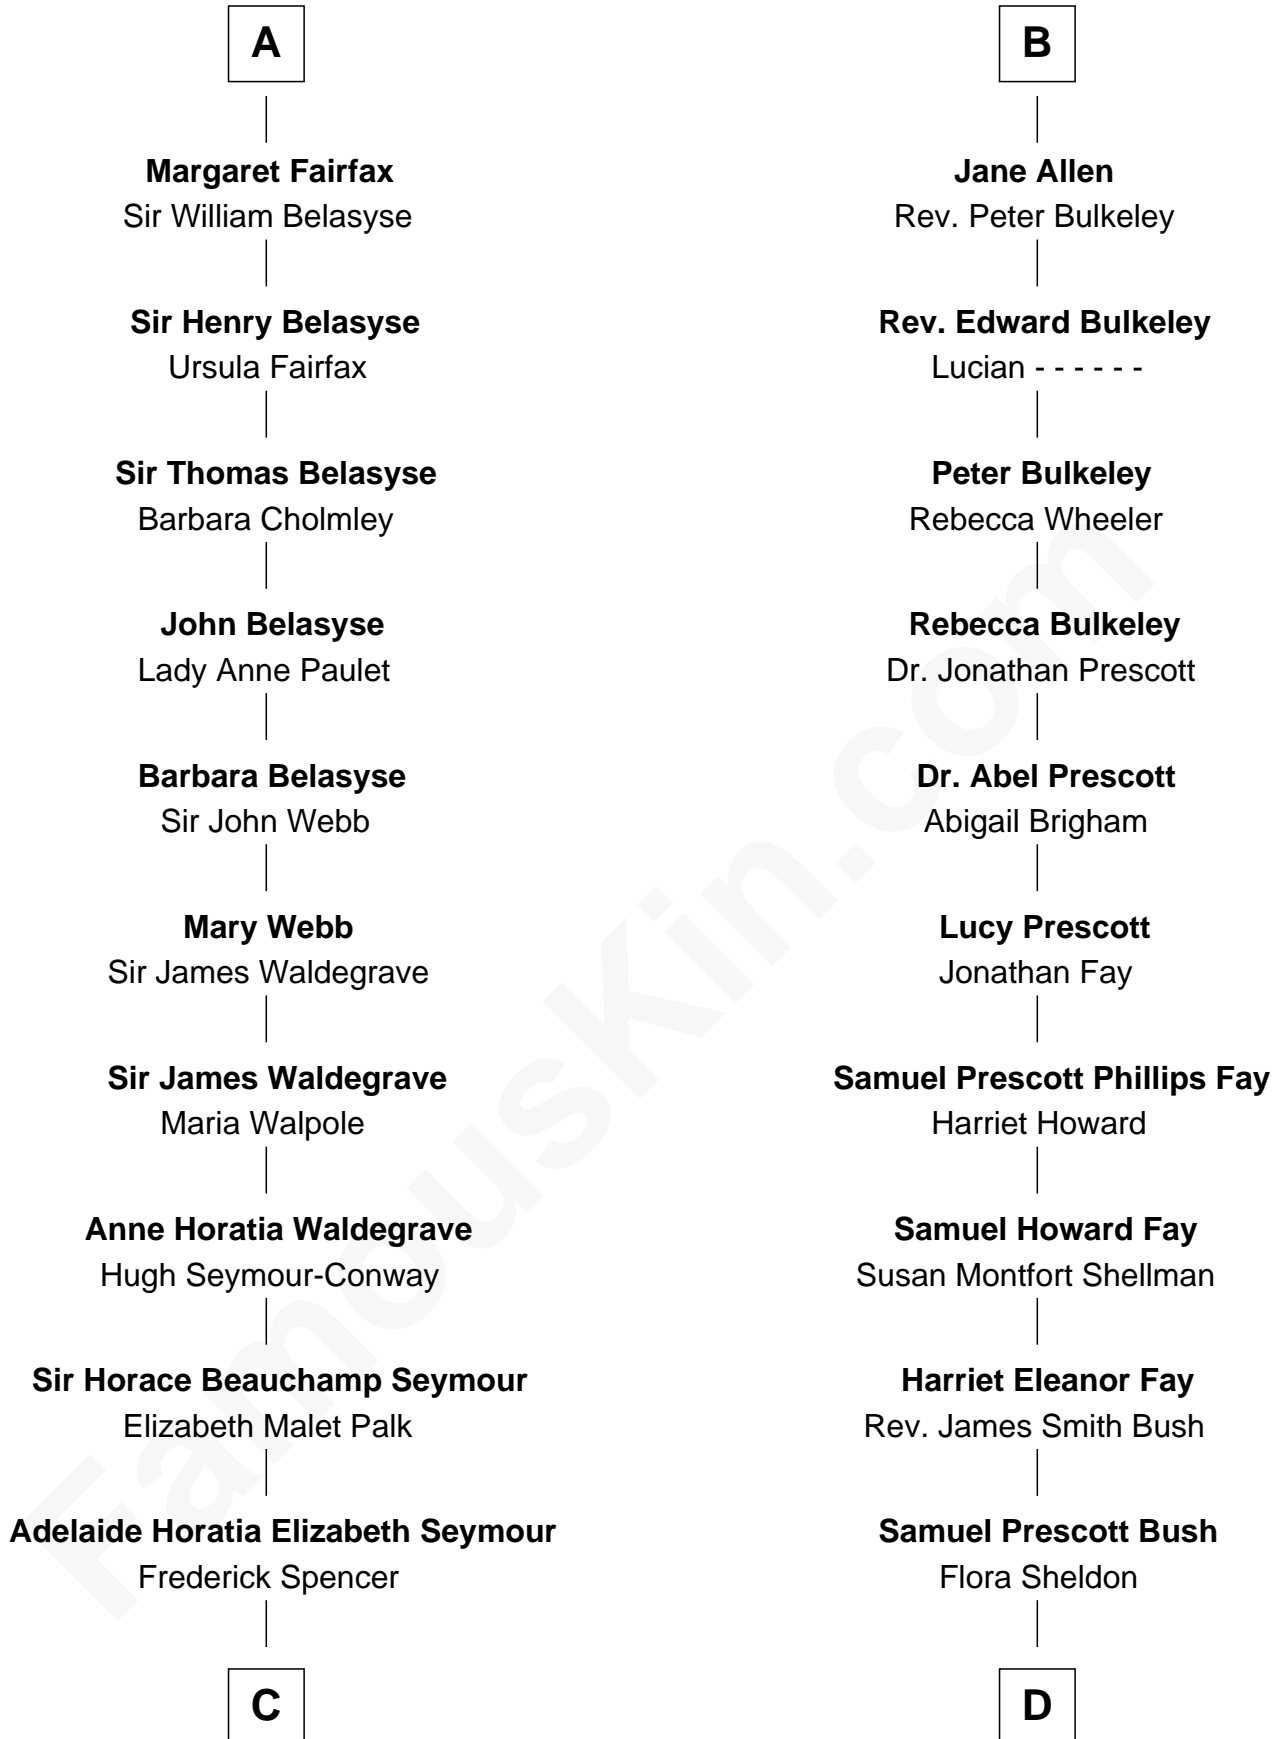 A
Margaret Fairfax
Sir William Belasyse
Sir Henry Belasyse
Ursula Fairfax
Sir Thomas Belasyse
Barbara Cholmley
John Belasyse
Lady Anne Paulet
Barbara Belasyse
Sir John Webb
Mary Webb
Sir James Waldegrave
Sir James Waldegrave
Maria Walpole
Anne Horatia Waldegrave
Hugh Seymour-Conway
Sir Horace Beauchamp Seymour
Elizabeth Malet Palk
Adelaide Horatia Elizabeth Seymour
Frederick Spencer
C
B
Jane Allen
Rev. Peter Bulkeley
Rev. Edward Bulkeley
Lucian - - - - - -
Peter Bulkeley
Rebecca Wheeler
Rebecca Bulkeley
Dr. Jonathan Prescott
Dr. Abel Prescott
Abigail Brigham
Lucy Prescott
Jonathan Fay
Samuel Prescott Phillips Fay
Harriet Howard
Samuel Howard Fay
Susan Montfort Shellman
Harriet Eleanor Fay
Rev. James Smith Bush
Samuel Prescott Bush
Flora Sheldon
D
FamousKin.com